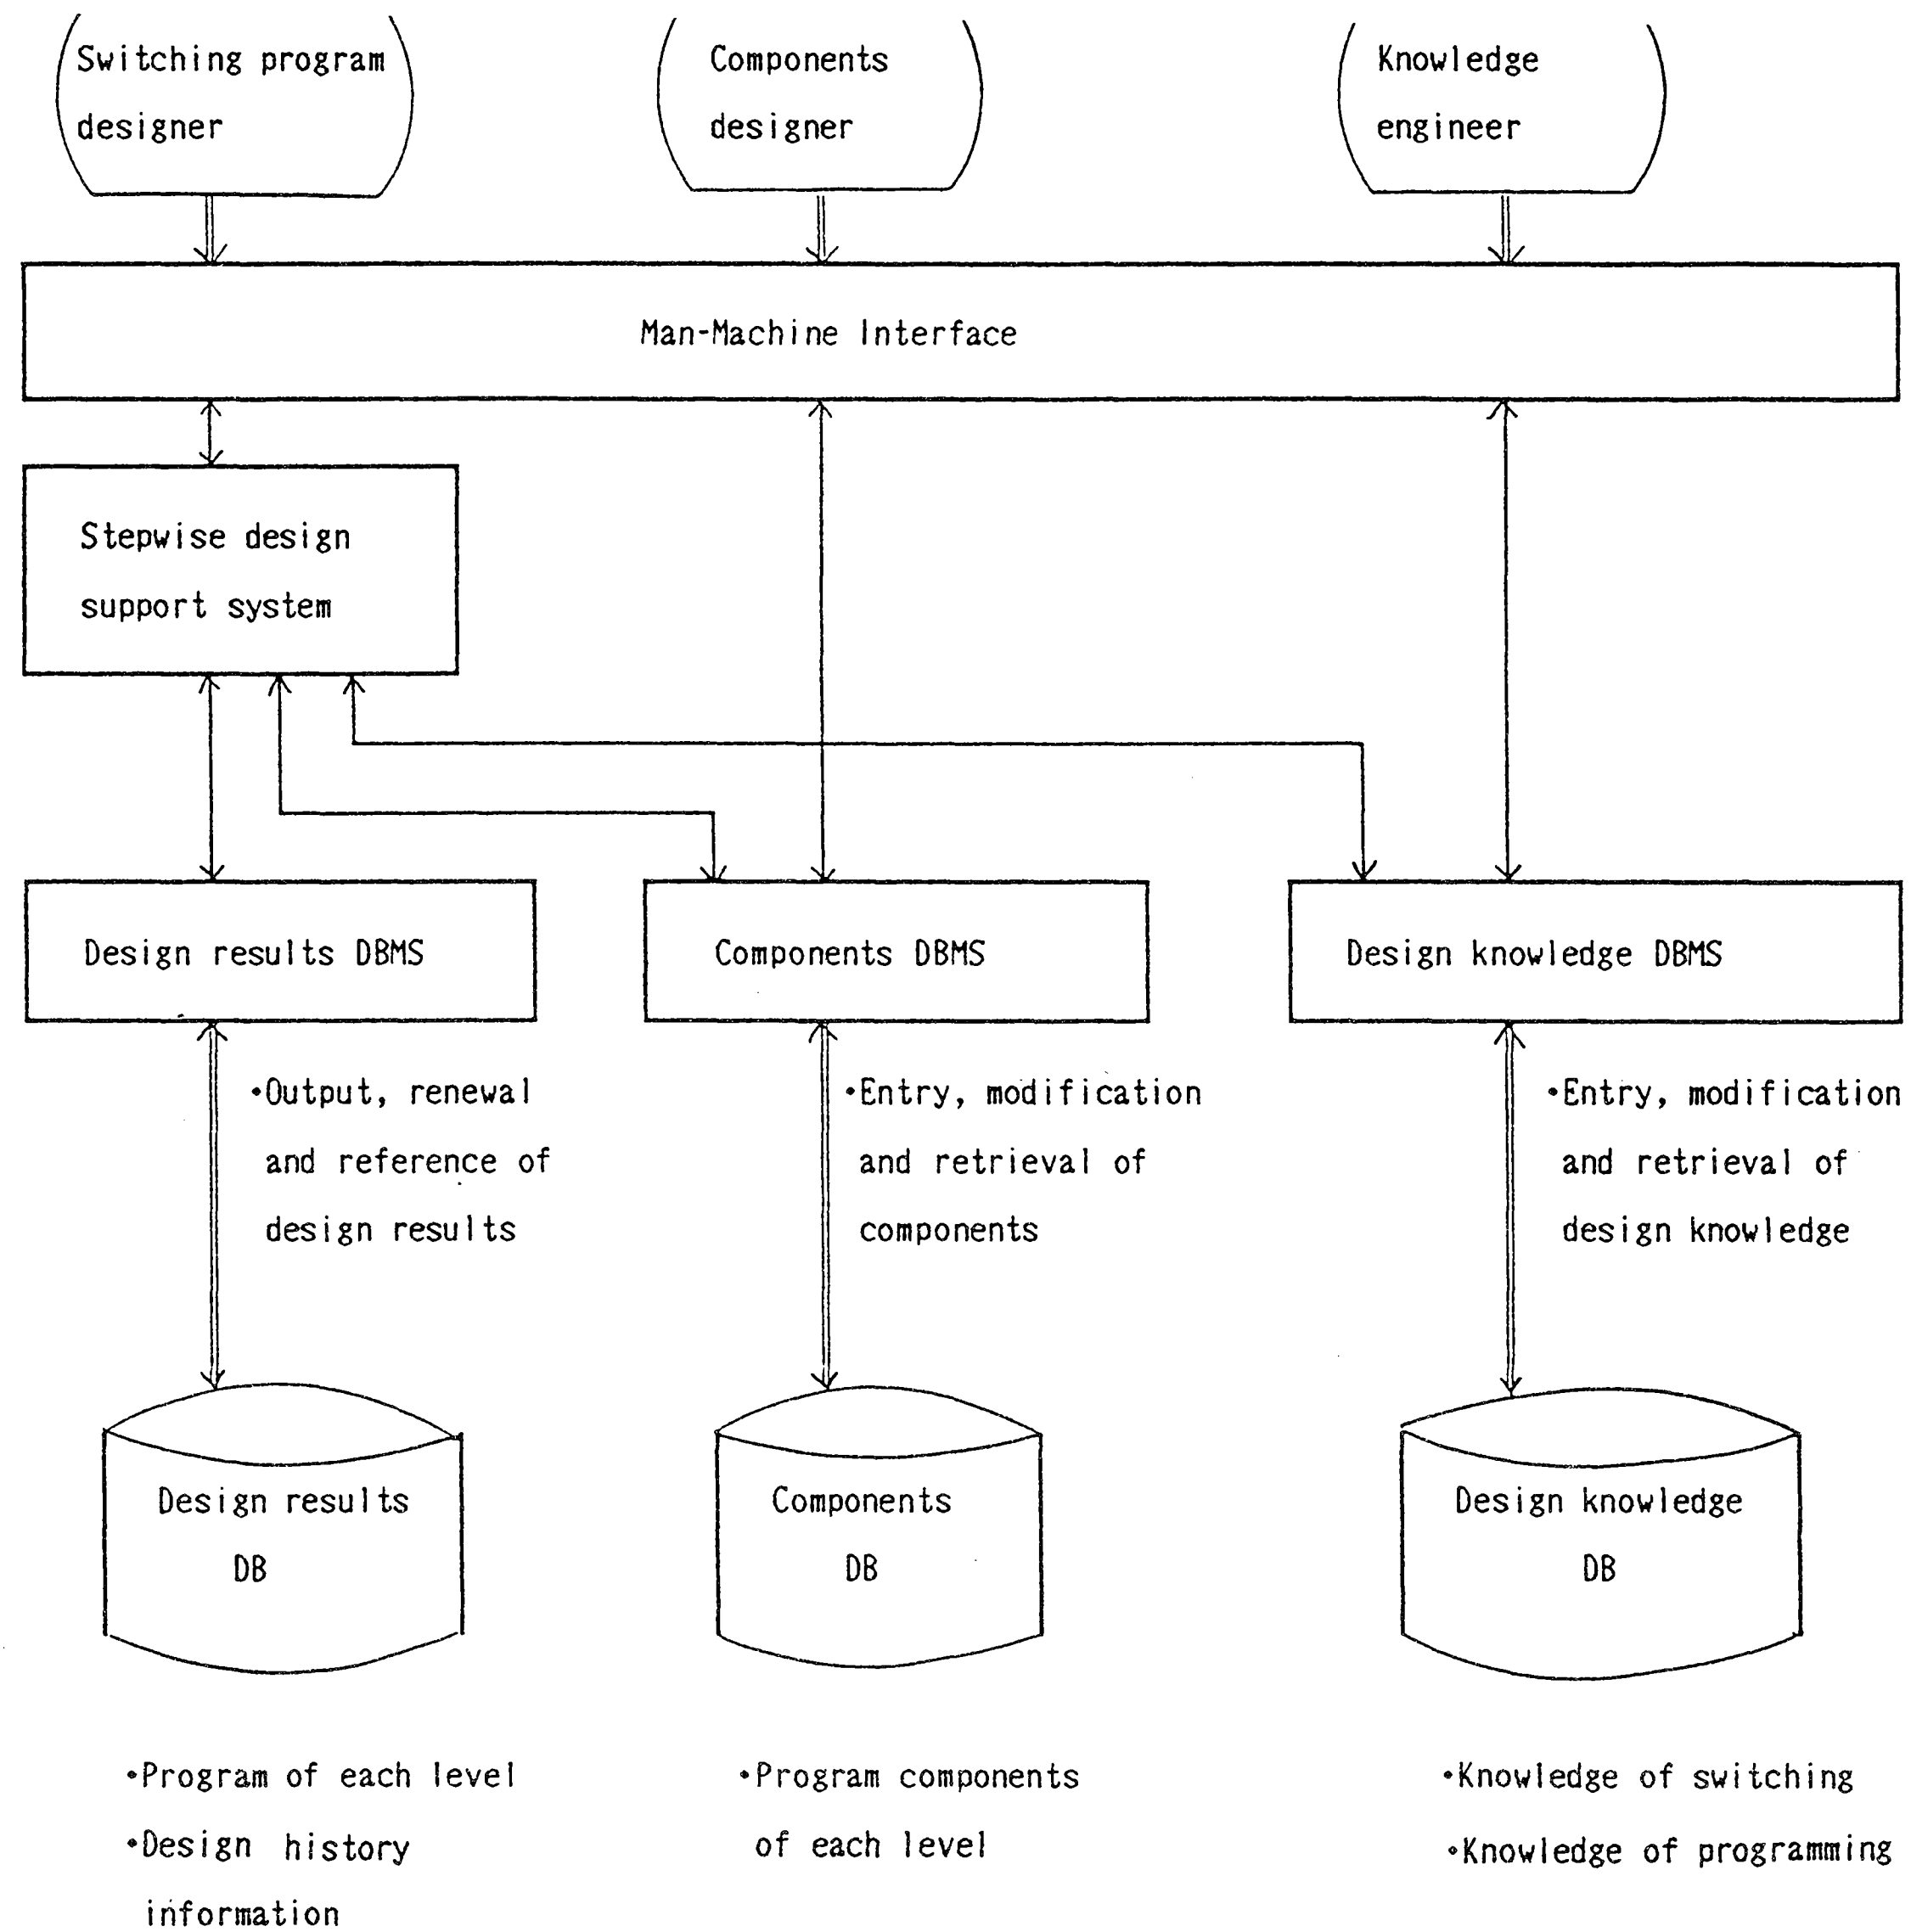 Switching program
designer
Components
designer
Knowledge
engineer
Man-Machine Interface
Stepwise design
support system
Design results DBMS
Components DBMS
Design knowledge DBMS
•Output, renewal
and reference of
design results
•Entry, modification
and retrieval of
components
•Entry, modification
and retrieval of
design knowledge
Design results
DB
Components
DB
Design knowledge
DB
•Program of each level
•Design history
information
•Program components
of each level
•Knowledge of switching
•Knowledge of programming